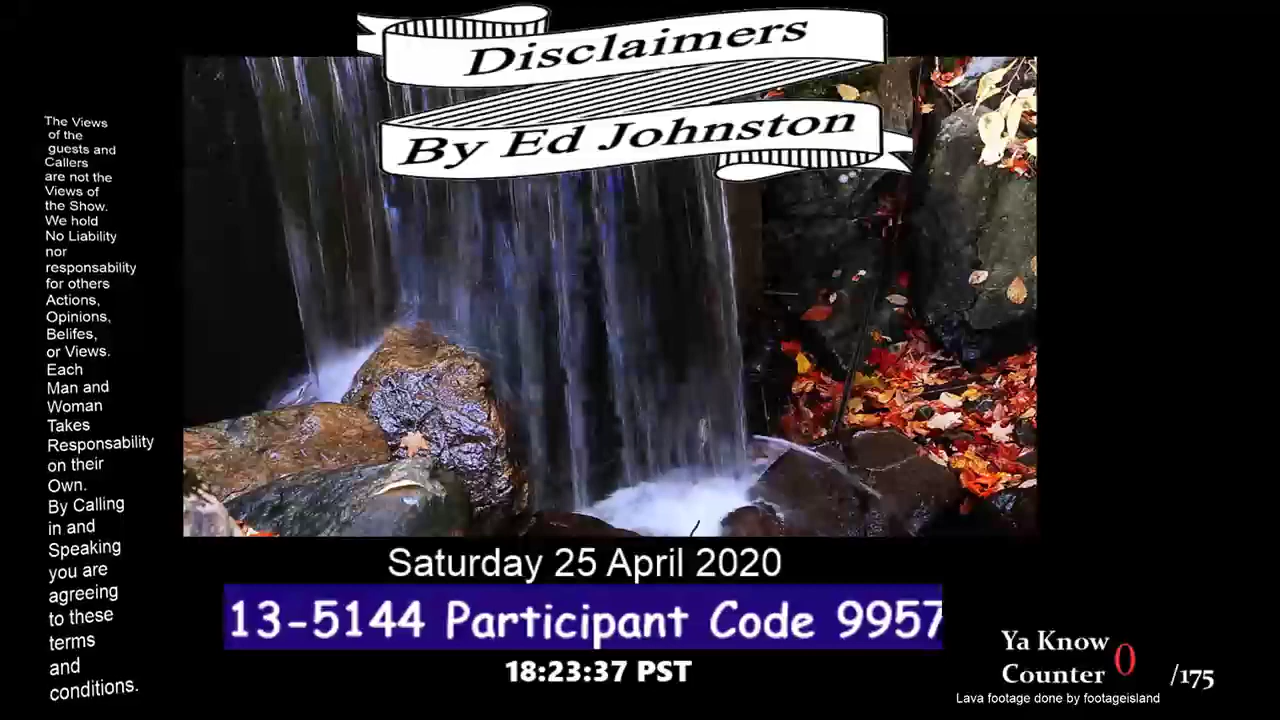 Disclaimers
By Ed Johnston
The Views
of the
guests and
Callers
are not the
Views of
the Show.
We hold
No Liability
nor
responsability
for others
Actions,
Opinions,
Belifes,
or Views.
Each
Man and
Woman
Takes
Responsability
on their
Own.
By Calling
in and
Speaking
you are
agreeing
to these
terms
and
conditions.
Saturday 25 April 2020
13-5144 Participant Code 9957
18:23:37 PST
Ya Know
Counter 0 /175
Lava footage done by footageisland